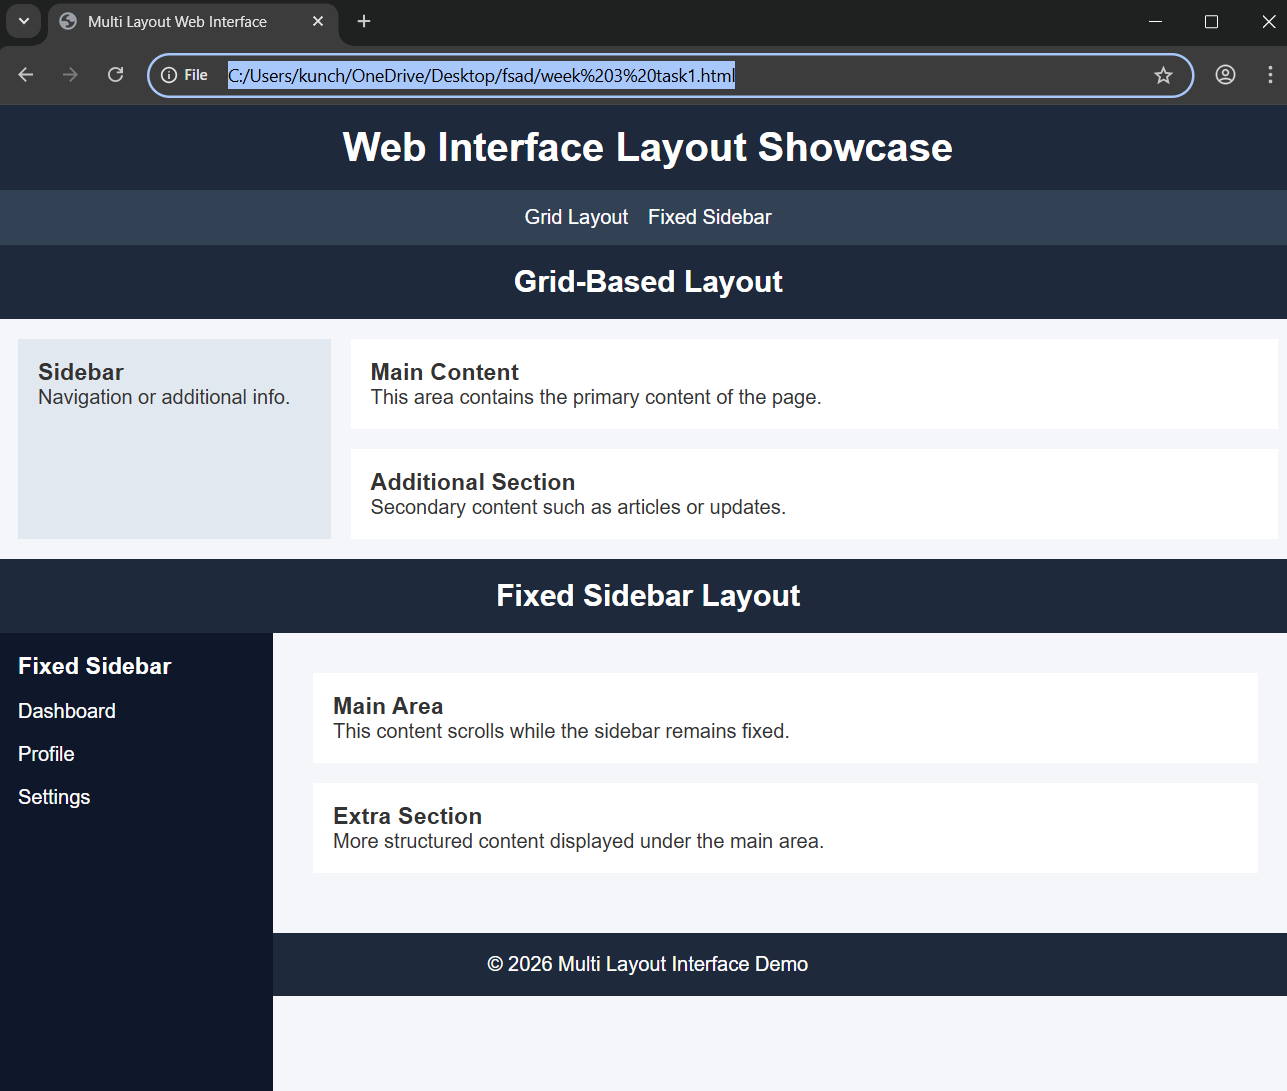 Multi Layout Web Interface
File
C:/Users/kunch/OneDrive/Desktop/fsad/week%203%20task1.html
Web Interface Layout Showcase
Grid Layout Fixed Sidebar
Grid-Based Layout
Sidebar
Navigation or additional info.
Main Content
This area contains the primary content of the page.
Additional Section
Secondary content such as articles or updates.
Fixed Sidebar Layout
Fixed Sidebar
Dashboard
Profile
Settings
Main Area
This content scrolls while the sidebar remains fixed.
Extra Section
More structured content displayed under the main area.
© 2026 Multi Layout Interface Demo